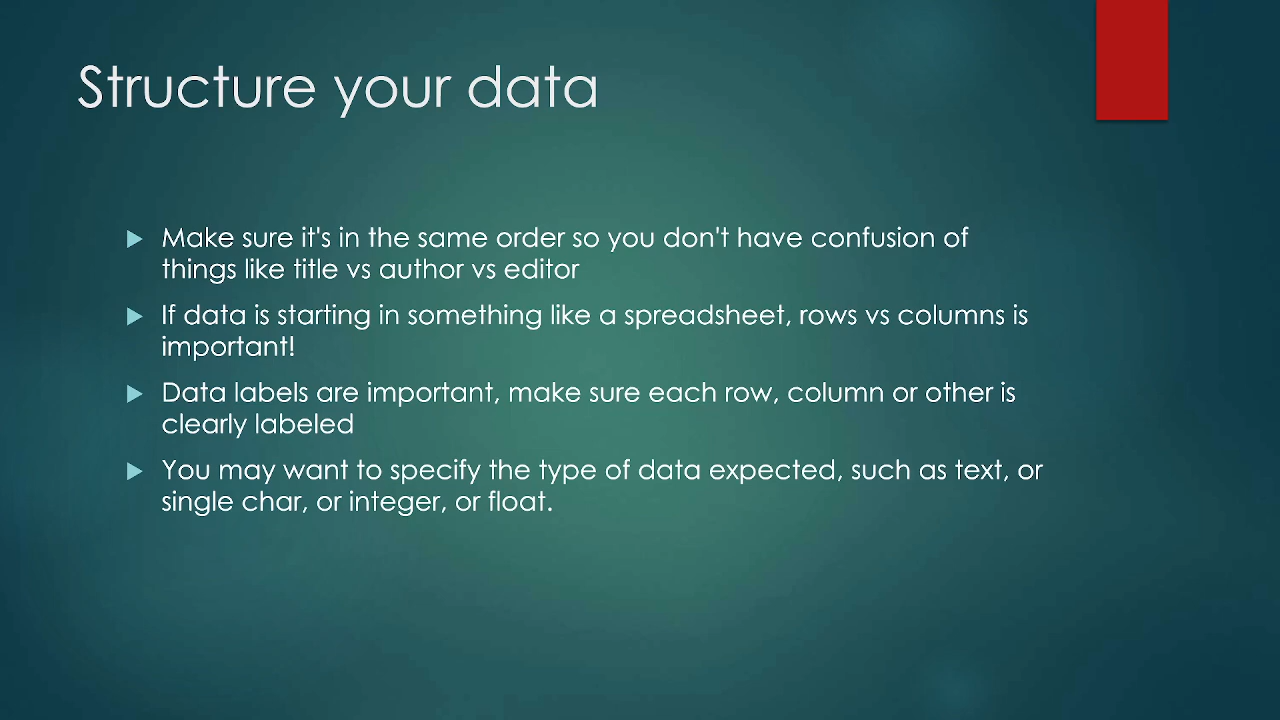 Structure your data
Make sure it's in the same order so you don't have confusion of
things like title vs author vs editor
If data is starting in something like a spreadsheet, rows vs columns is
important!
Data labels are important, make sure each row, column or other is
clearly labeled
You may want to specify the type of data expected, such as text, or
single char, or integer, or float.